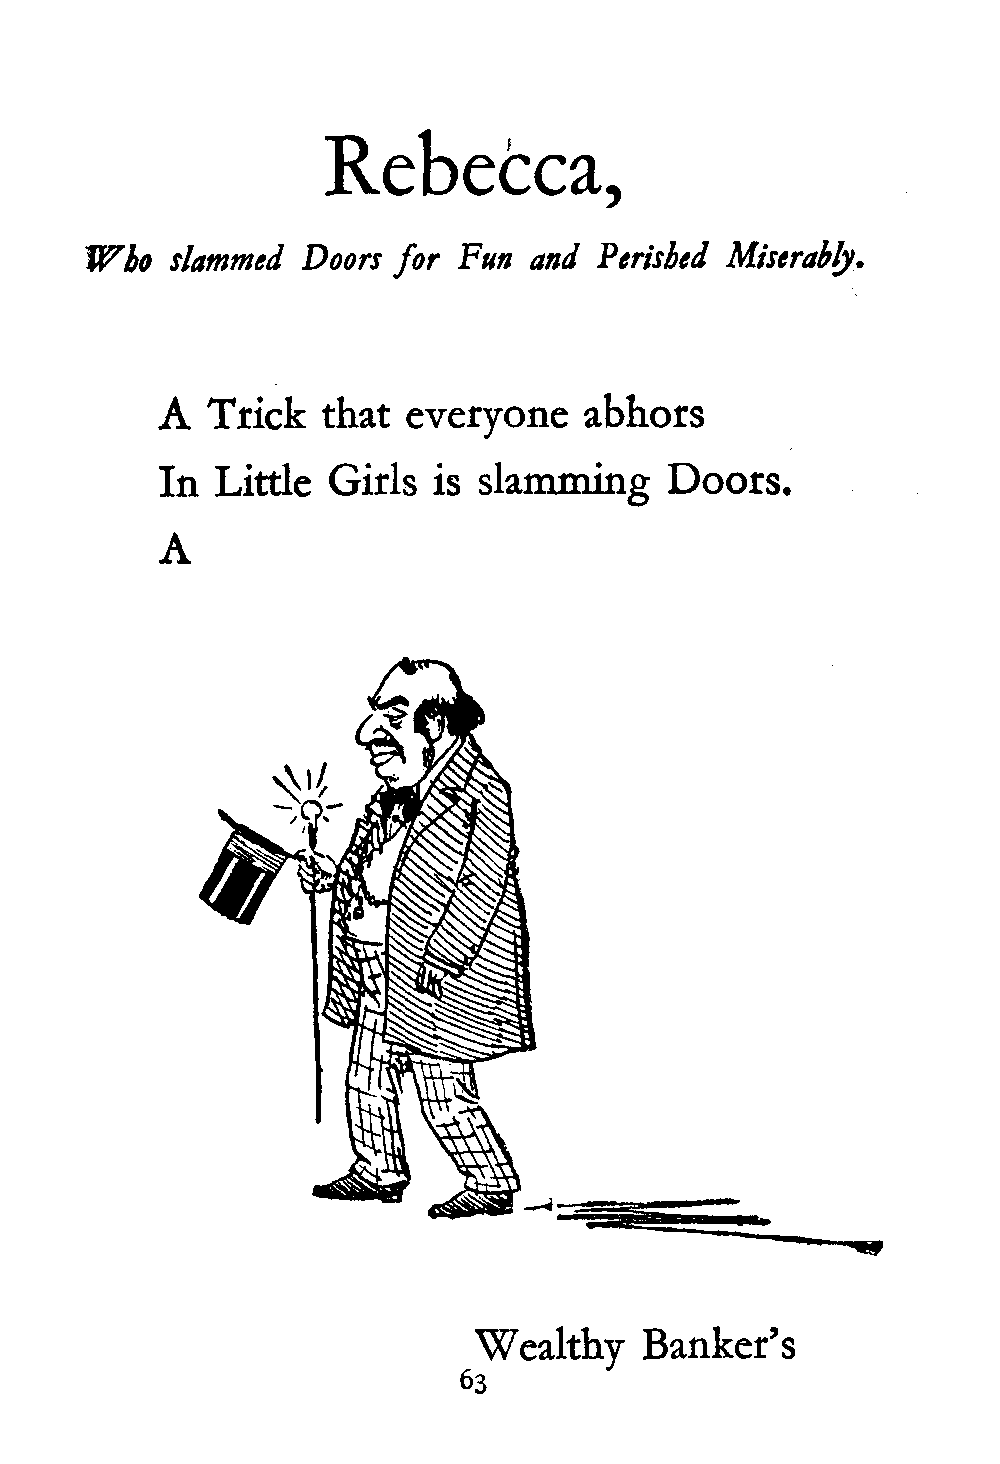 Rebecca,
Who slammed Doors for Fun and Perished Miserably.
A Trick that everyone abhors
In Little Girls is slamming Doors.
A
Wealthy Banker's
63